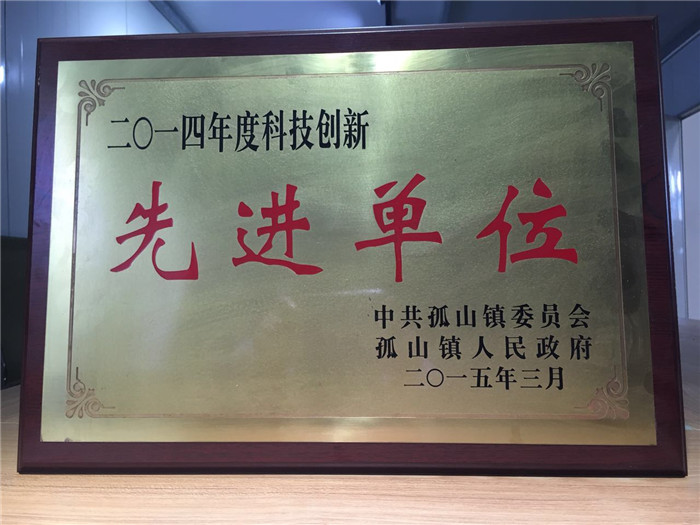 二〇一四年度科技创新
先进单位
中共孤山镇委员会
孤山镇人民政府
二〇一五年三月